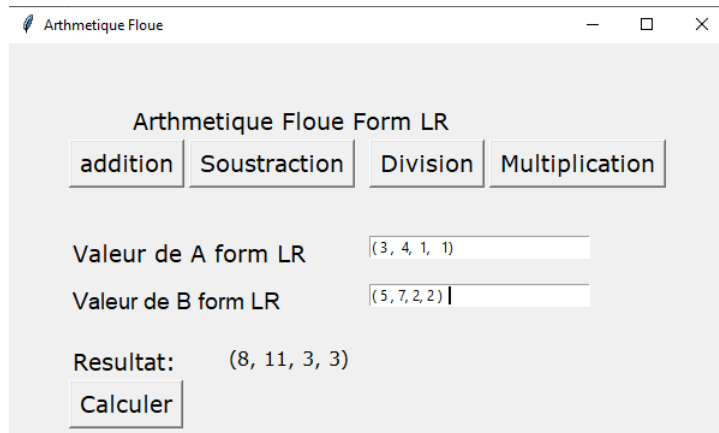 Arthmetique Floue
Arthmetique Floue Form LR
addition Soustraction Division Multiplication
Valeur de A form LR (3, 4, 1, 1)
Valeur de B form LR (5, 7, 2, 2)
Resultat: (8, 11, 3, 3)
Calculer